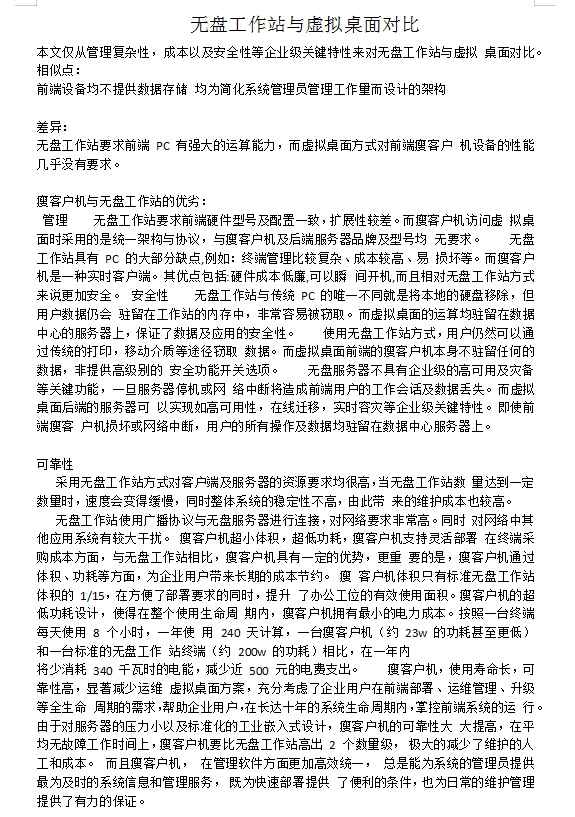 无盘工作站与虚拟桌面对比
本文仅从管理复杂性，成本以及安全性等企业级关键特性来对无盘工作站与虚拟 桌面对比。
相似点：
前端设备均不提供数据存储 均为简化系统管理员管理工作量而设计的架构
差异：
无盘工作站要求前端 PC 有强大的运算能力，而虚拟桌面方式对前端瘦客户 机设备的性能
几乎没有要求。
瘦客户机与无盘工作站的优劣：
管理 无盘工作站要求前端硬件型号及配置一致，扩展性较差。而瘦客户机访问虚 拟桌
面时采用的是统一架构与协议，与瘦客户机及后端服务器品牌及型号均 无要求。 无盘
工作站具有 PC 的大部分缺点,例如：终端管理比较复杂、成本较高、易 损坏等。而瘦客户
机是一种实时客户端。其优点包括:硬件成本低廉,可以瞬 间开机,而且相对无盘工作站方式
来说更加安全。 安全性 无盘工作站与传统 PC 的唯一不同就是将本地的硬盘移除，但
用户数据仍会 驻留在工作站的内存中，非常容易被窃取。而虚拟桌面的运算均驻留在数据
中心的服务器上，保证了数据及应用的安全性。 使用无盘工作站方式，用户仍然可以通
过传统的打印，移动介质等途径窃取 数据。而虚拟桌面前端的瘦客户机本身不驻留任何的
数据，非提供高级别的 安全功能开关选项。 无盘服务器不具有企业级的高可用及灾备
等关键功能，一旦服务器停机或网 络中断将造成前端用户的工作会话及数据丢失。而虚拟
桌面后端的服务器可 以实现如高可用性，在线迁移，实时容灾等企业级关键特性。即使前
端瘦客 户机损坏或网络中断，用户的所有操作及数据均驻留在数据中心服务器上。
可靠性
采用无盘工作站方式对客户端及服务器的资源要求均很高，当无盘工作站数 量达到一定
数量时，速度会变得缓慢，同时整体系统的稳定性不高，由此带 来的维护成本也较高。
无盘工作站使用广播协议与无盘服务器进行连接，对网络要求非常高。同时 对网络中其
他应用系统有较大干扰。 瘦客户机超小体积，超低功耗，瘦客户机支持灵活部署 在终端采
购成本方面，与无盘工作站相比，瘦客户机具有一定的优势，更重 要的是，瘦客户机通过
体积、功耗等方面，为企业用户带来长期的成本节约。 瘦 客户机体积只有标准无盘工作站
体积的 1/15，在方便了部署要求的同时，提升 了办公工位的有效使用面积。瘦客户机的超
低功耗设计，使得在整个使用生命周 期内，瘦客户机拥有最小的电力成本。按照一台终端
每天使用 8 个小时，一年使 用 240 天计算，一台瘦客户机（约 23w 的功耗甚至更低）
和一台标准的无盘工作 站终端（约 200w 的功耗）相比，在一年内
将少消耗 340 千瓦时的电能，减少近 500 元的电费支出。 瘦客户机，使用寿命长，可
靠性高，显著减少运维 虚拟桌面方案，充分考虑了企业用户在前端部署、运维管理、升级
等全生命 周期的需求，帮助企业用户，在长达十年的系统生命周期内，掌控前端系统的运 行。
由于对服务器的压力小以及标准化的工业嵌入式设计，瘦客户机的可靠性大 大提高，在平
均无故障工作时间上，瘦客户机要比无盘工作站高出 2 个数量级， 极大的减少了维护的人
工和成本。 而且瘦客户机， 在管理软件方面更加高效统一， 总是能为系统的管理员提供
最为及时的系统信息和管理服务， 既为快速部署提供 了便利的条件，也为日常的维护管理
提供了有力的保证。